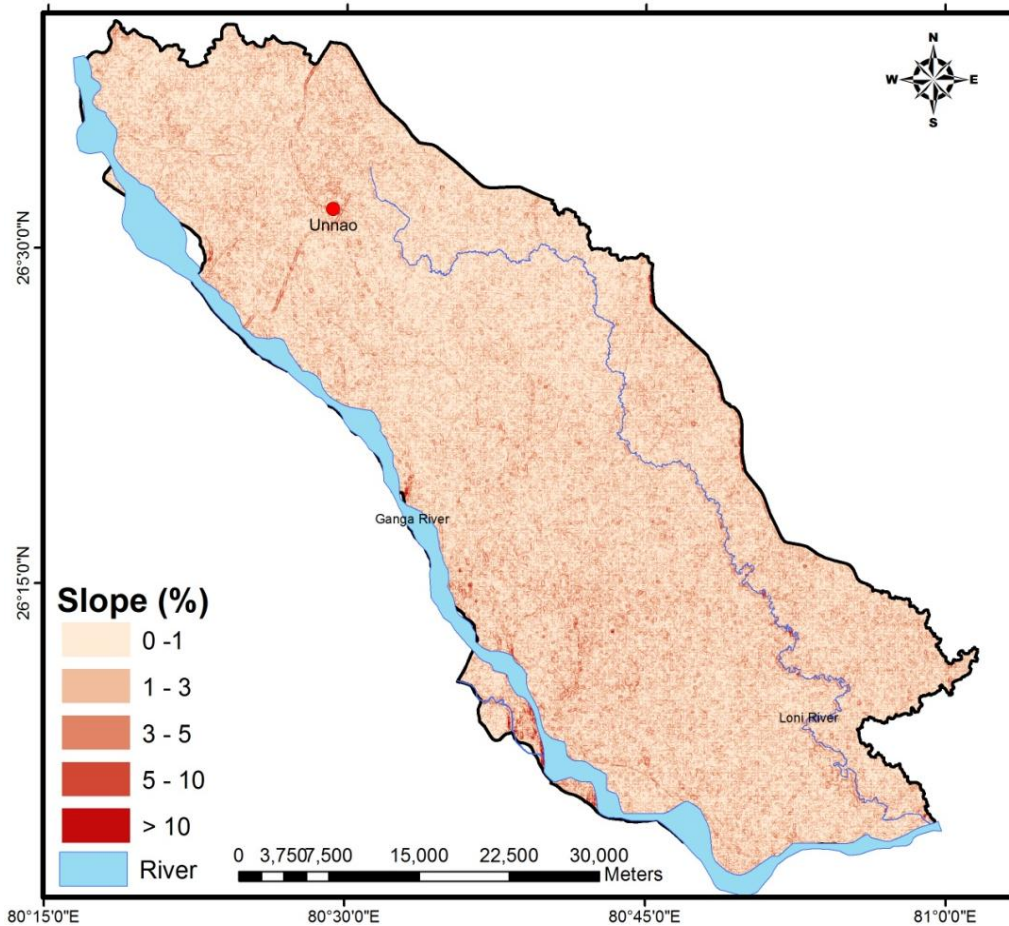 N
W E
S
Unnao
26°30'0"N
Ganga River
26°15'0"N
Loni River
Slope (%)
0 -1
1 - 3
3 - 5
5 - 10
> 10
River
0 3,750 7,500 15,000 22,500 30,000
Meters
80°15'0"E 80°30'0"E 80°45'0"E 81°0'0"E